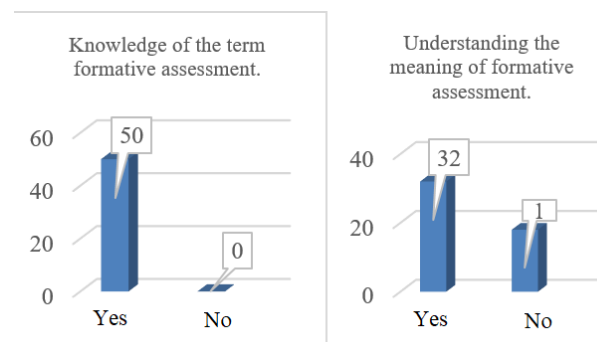 Knowledge of the term
formative assessment.
60
40
20
0
50
0
Yes
No
Understanding the
meaning of formative
assessment.
40
20
0
32
1
Yes
No